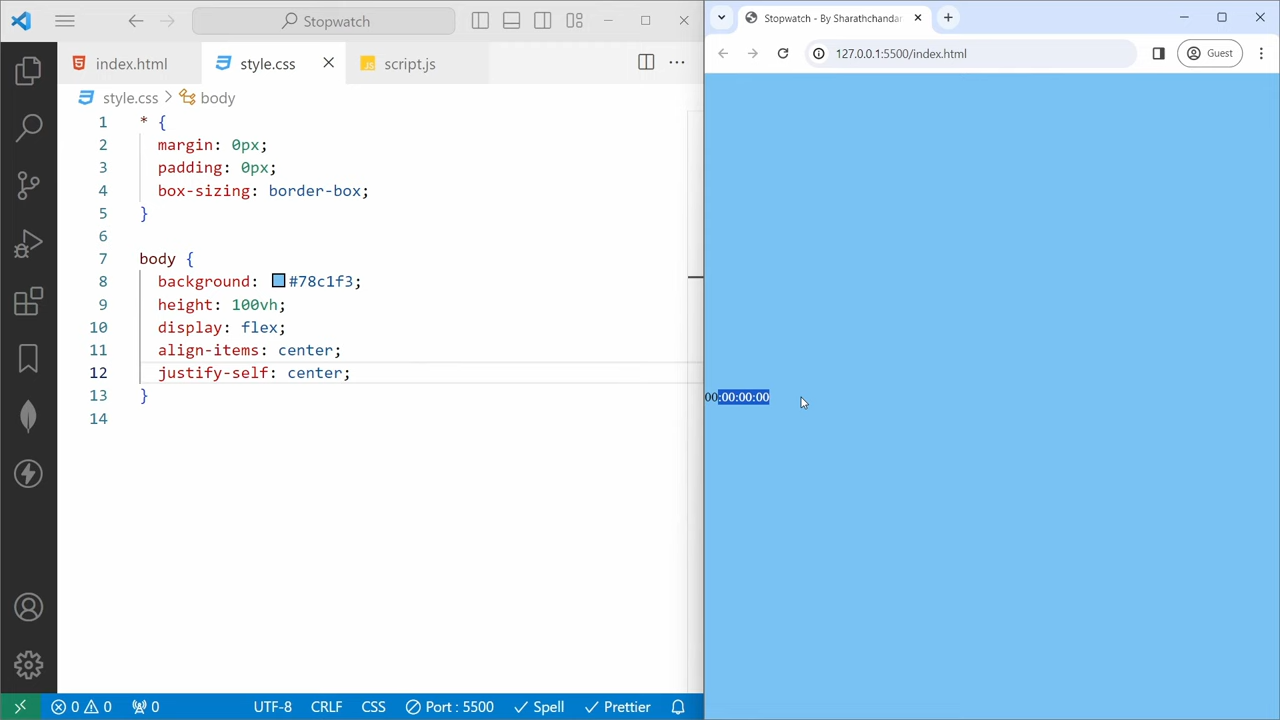 Stopwatch
index.html
style.css
script.js
style.css > body
1 * {
2 margin: 0px;
3 padding: 0px;
4 box-sizing: border-box;
5 }
6
7 body {
8 background: #78c1f3;
9 height: 100vh;
10 display: flex;
11 align-items: center;
12 justify-self: center;
13 }
14
0 0 0 UTF-8 CRLF CSS Port : 5500 Spell Prettier
Stopwatch - By Sharathchandar
127.0.0.1:5500/index.html
Guest
00:00:00:00